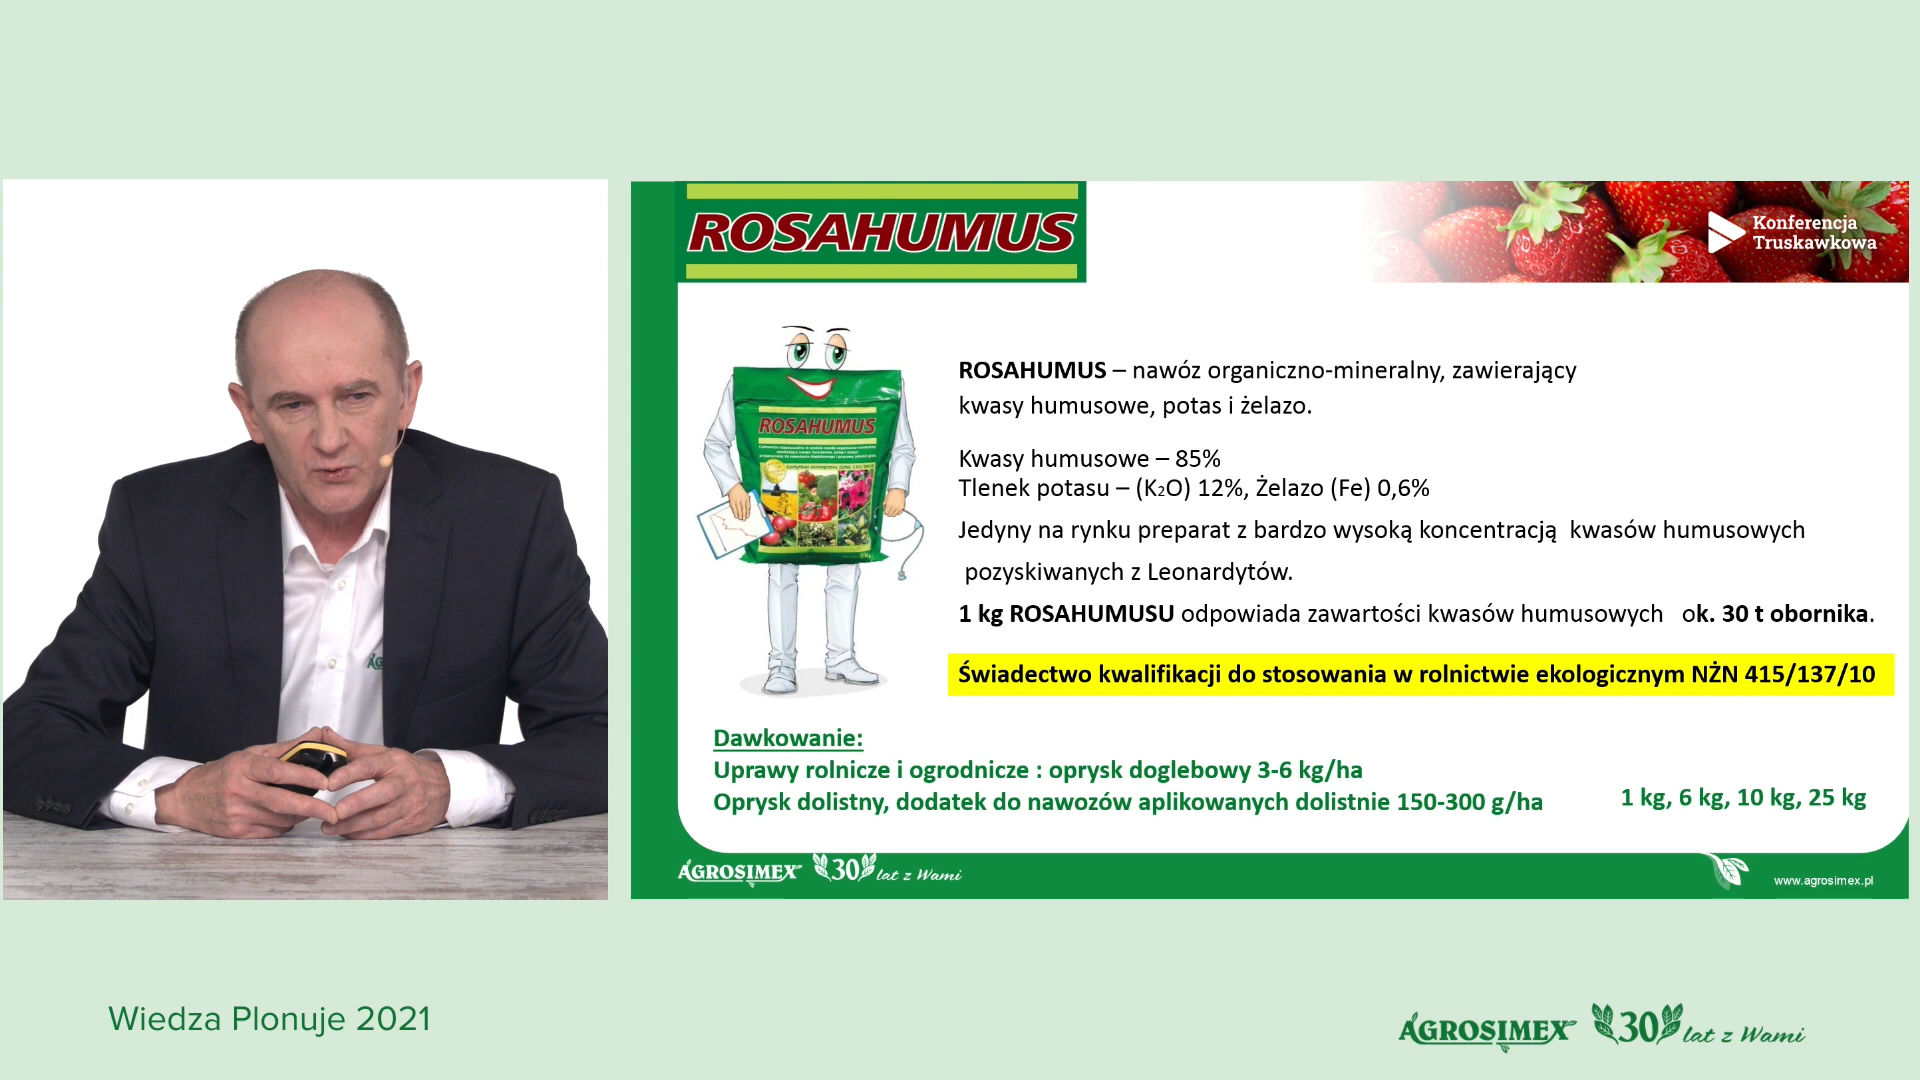 ROSAHUMUS
Konferencja
Truskawkowa
ROSAHUMUS – nawóz organiczno-mineralny, zawierający
kwasy humusowe, potas i żelazo.
Kwasy humusowe – 85%
Tlenek potasu – (K₂O) 12%, Żelazo (Fe) 0,6%
Jedyny na rynku preparat z bardzo wysoką koncentracją kwasów humusowych
pozyskiwanych z Leonardytów.
1 kg ROSAHUMUSU odpowiada zawartości kwasów humusowych ok. 30 t obornika.
Świadectwo kwalifikacji do stosowania w rolnictwie ekologicznym NŻN 415/137/10
ROSAHUMUS
Dawkowanie:
Uprawy rolnicze i ogrodnicze : oprysk doglebowy 3-6 kg/ha
Oprysk dolistny, dodatek do nawozów aplikowanych dolistnie 150-300 g/ha
1 kg, 6 kg, 10 kg, 25 kg
AGROSIMEX 30 lat z Wami
www.agrosimex.pl
Wiedza Plonuje 2021
AGROSIMEX 30 lat z Wami